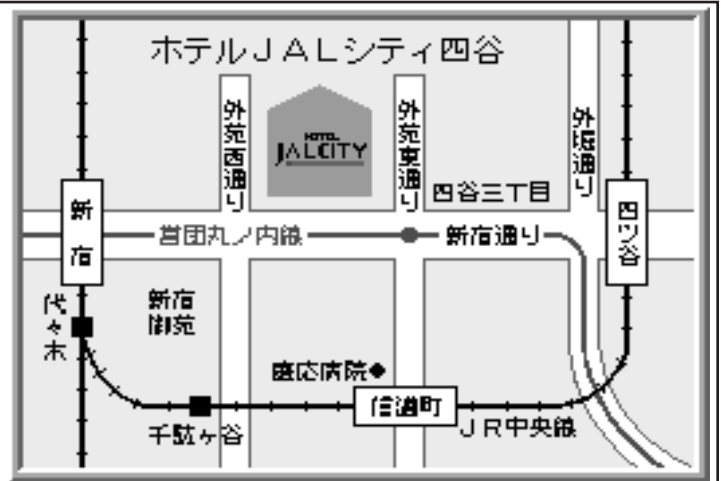 ホテルJALシティ四谷
外苑西通り
HOTEL
JALCITY
外苑東通り
外堀通り
四谷三丁目
新宿
四ツ谷
営団丸ノ内線
新宿通り
代々木
新宿
御苑
慶応病院
信濃町
千駄ヶ谷
JR中央線